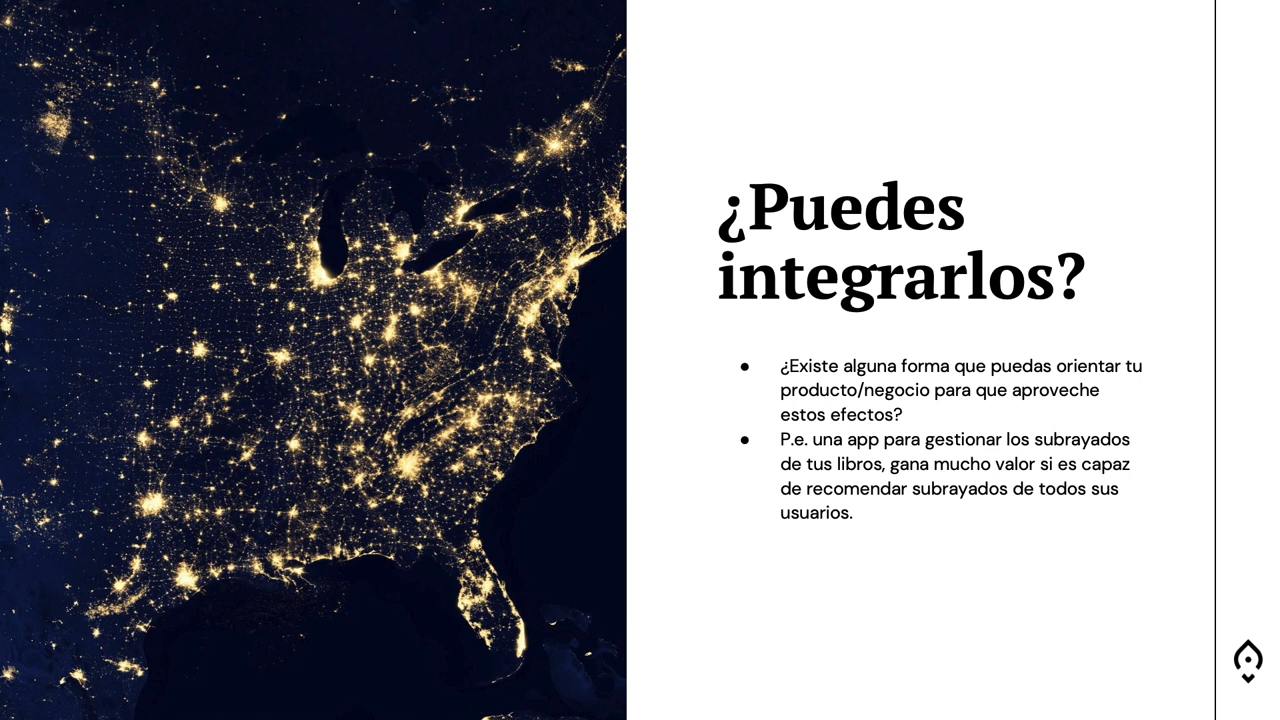 ¿Puedes
integrarlos?
● ¿Existe alguna forma que puedas orientar tu
producto/negocio para que aproveche
estos efectos?
● P.e. una app para gestionar los subrayados
de tus libros, gana mucho valor si es capaz
de recomendar subrayados de todos sus
usuarios.